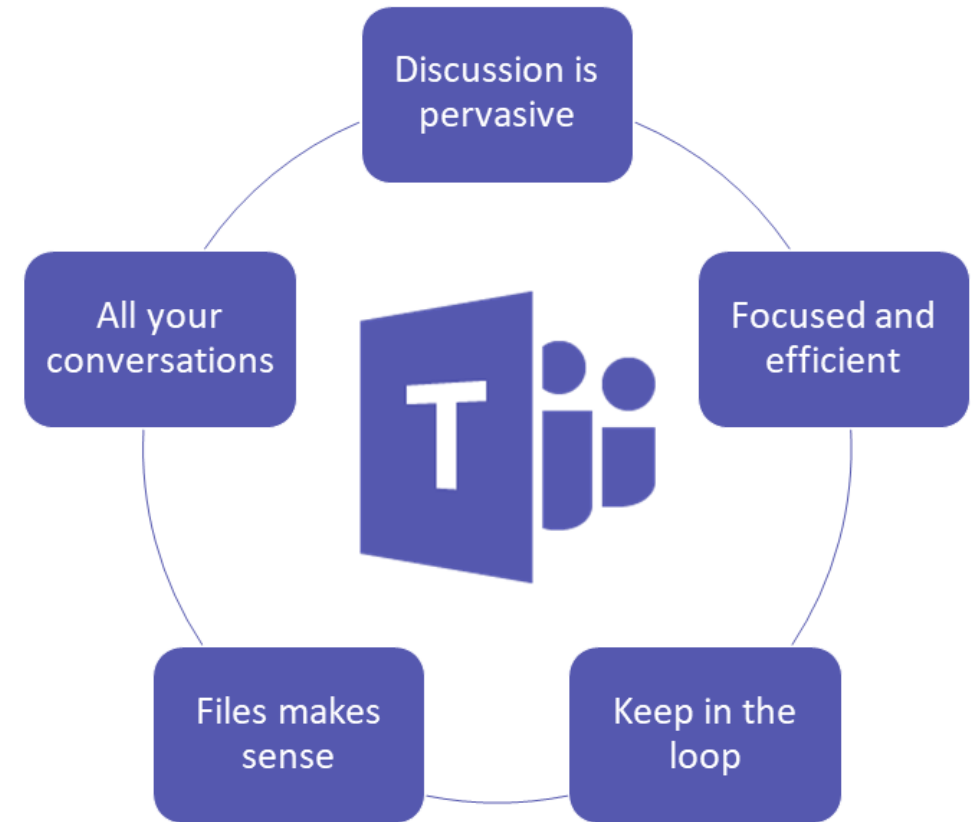 Discussion is
pervasive
All your
conversations
Focused and
efficient
T
Files makes
sense
Keep in the
loop